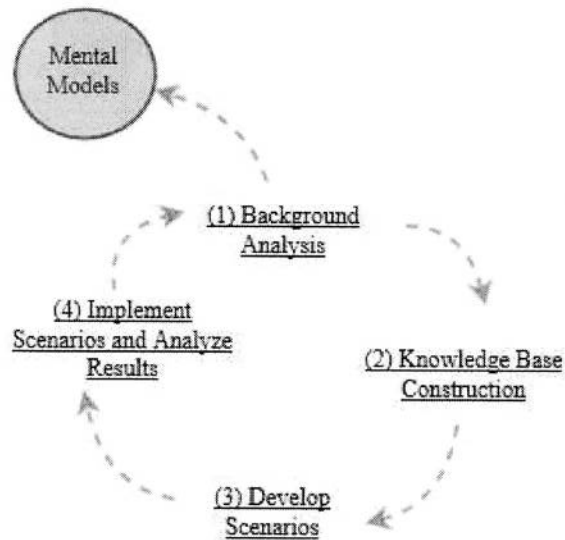 Mental
Models
(1) Background
Analysis
(4) Implement
Scenarios and Analyze
Results
(2) Knowledge Base
Construction
(3) Develop
Scenarios